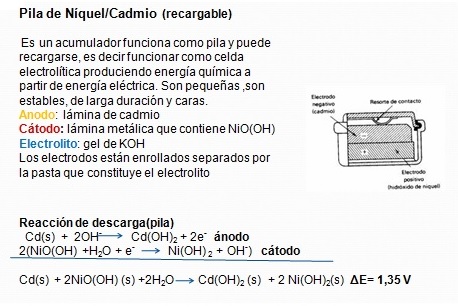 Pila de Níquel/Cadmio (recargable)
Es un acumulador funciona como pila y puede
recargarse, es decir funcionar como celda
electrolítica produciendo energía química a
partir de energía eléctrica. Son pequeñas ,son
estables, de larga duración y caras.
Anodo: lámina de cadmio
Cátodo: lámina metálica que contiene NiO(OH)
Electrolito: gel de KOH
Los electrodos están enrollados separados por
la pasta que constituye el electrolito
Electrodo
negativo
(cadmio)
Resorte de contacto
Electrodo
positivo
(hidróxido de níquel)
Reacción de descarga(pila)
Cd(s) + 2OH⁻ → Cd(OH)₂ + 2e⁻ ánodo
2(NiO(OH) +H₂O + e⁻ → Ni(OH)₂ + OH⁻) cátodo
Cd(s) + 2NiO(OH) (s) +2H₂O → Cd(OH)₂ (s) + 2 Ni(OH)₂(s) ΔE= 1,35 V